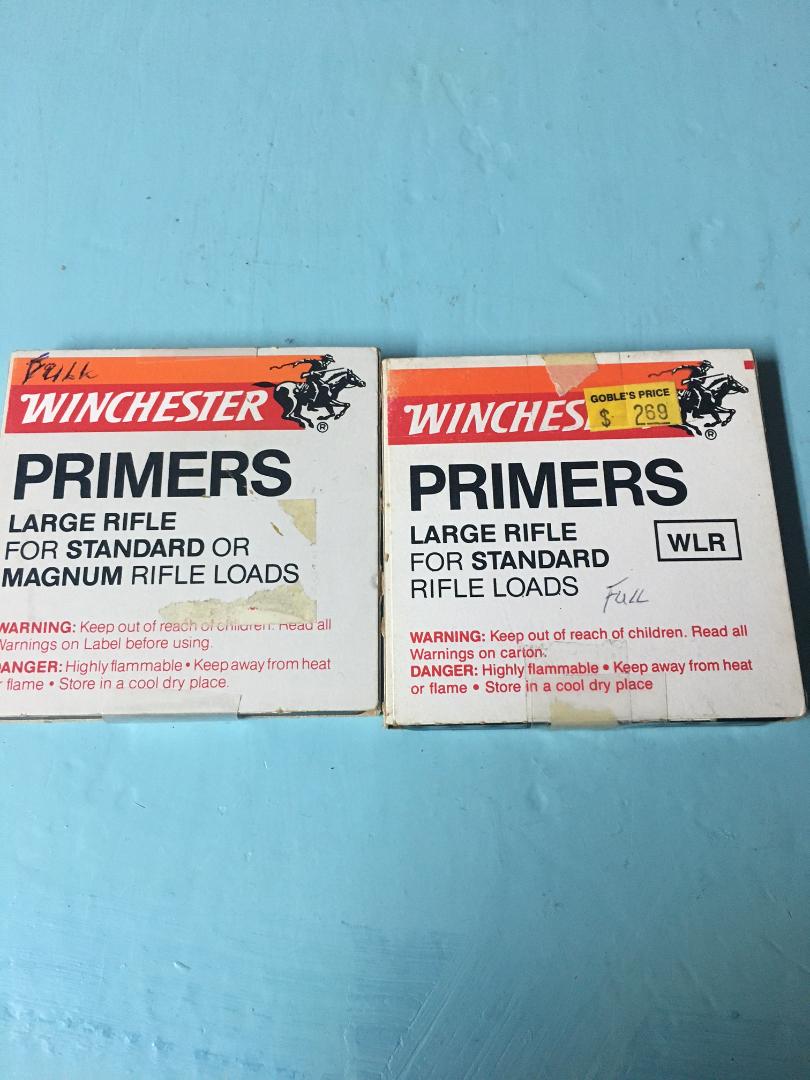 WINCHESTER
®
PRIMERS
LARGE RIFLE
FOR STANDARD OR
MAGNUM RIFLE LOADS
WARNING: Keep out of reach of children. Read all
Warnings on Label before using.
DANGER: Highly flammable • Keep away from heat
or flame • Store in a cool dry place.
WINCHES
GOBLE'S PRICE
$ 269
®
PRIMERS
LARGE RIFLE
FOR STANDARD
RIFLE LOADS
WLR
Full
WARNING: Keep out of reach of children. Read all
Warnings on carton.
DANGER: Highly flammable • Keep away from heat
or flame • Store in a cool dry place